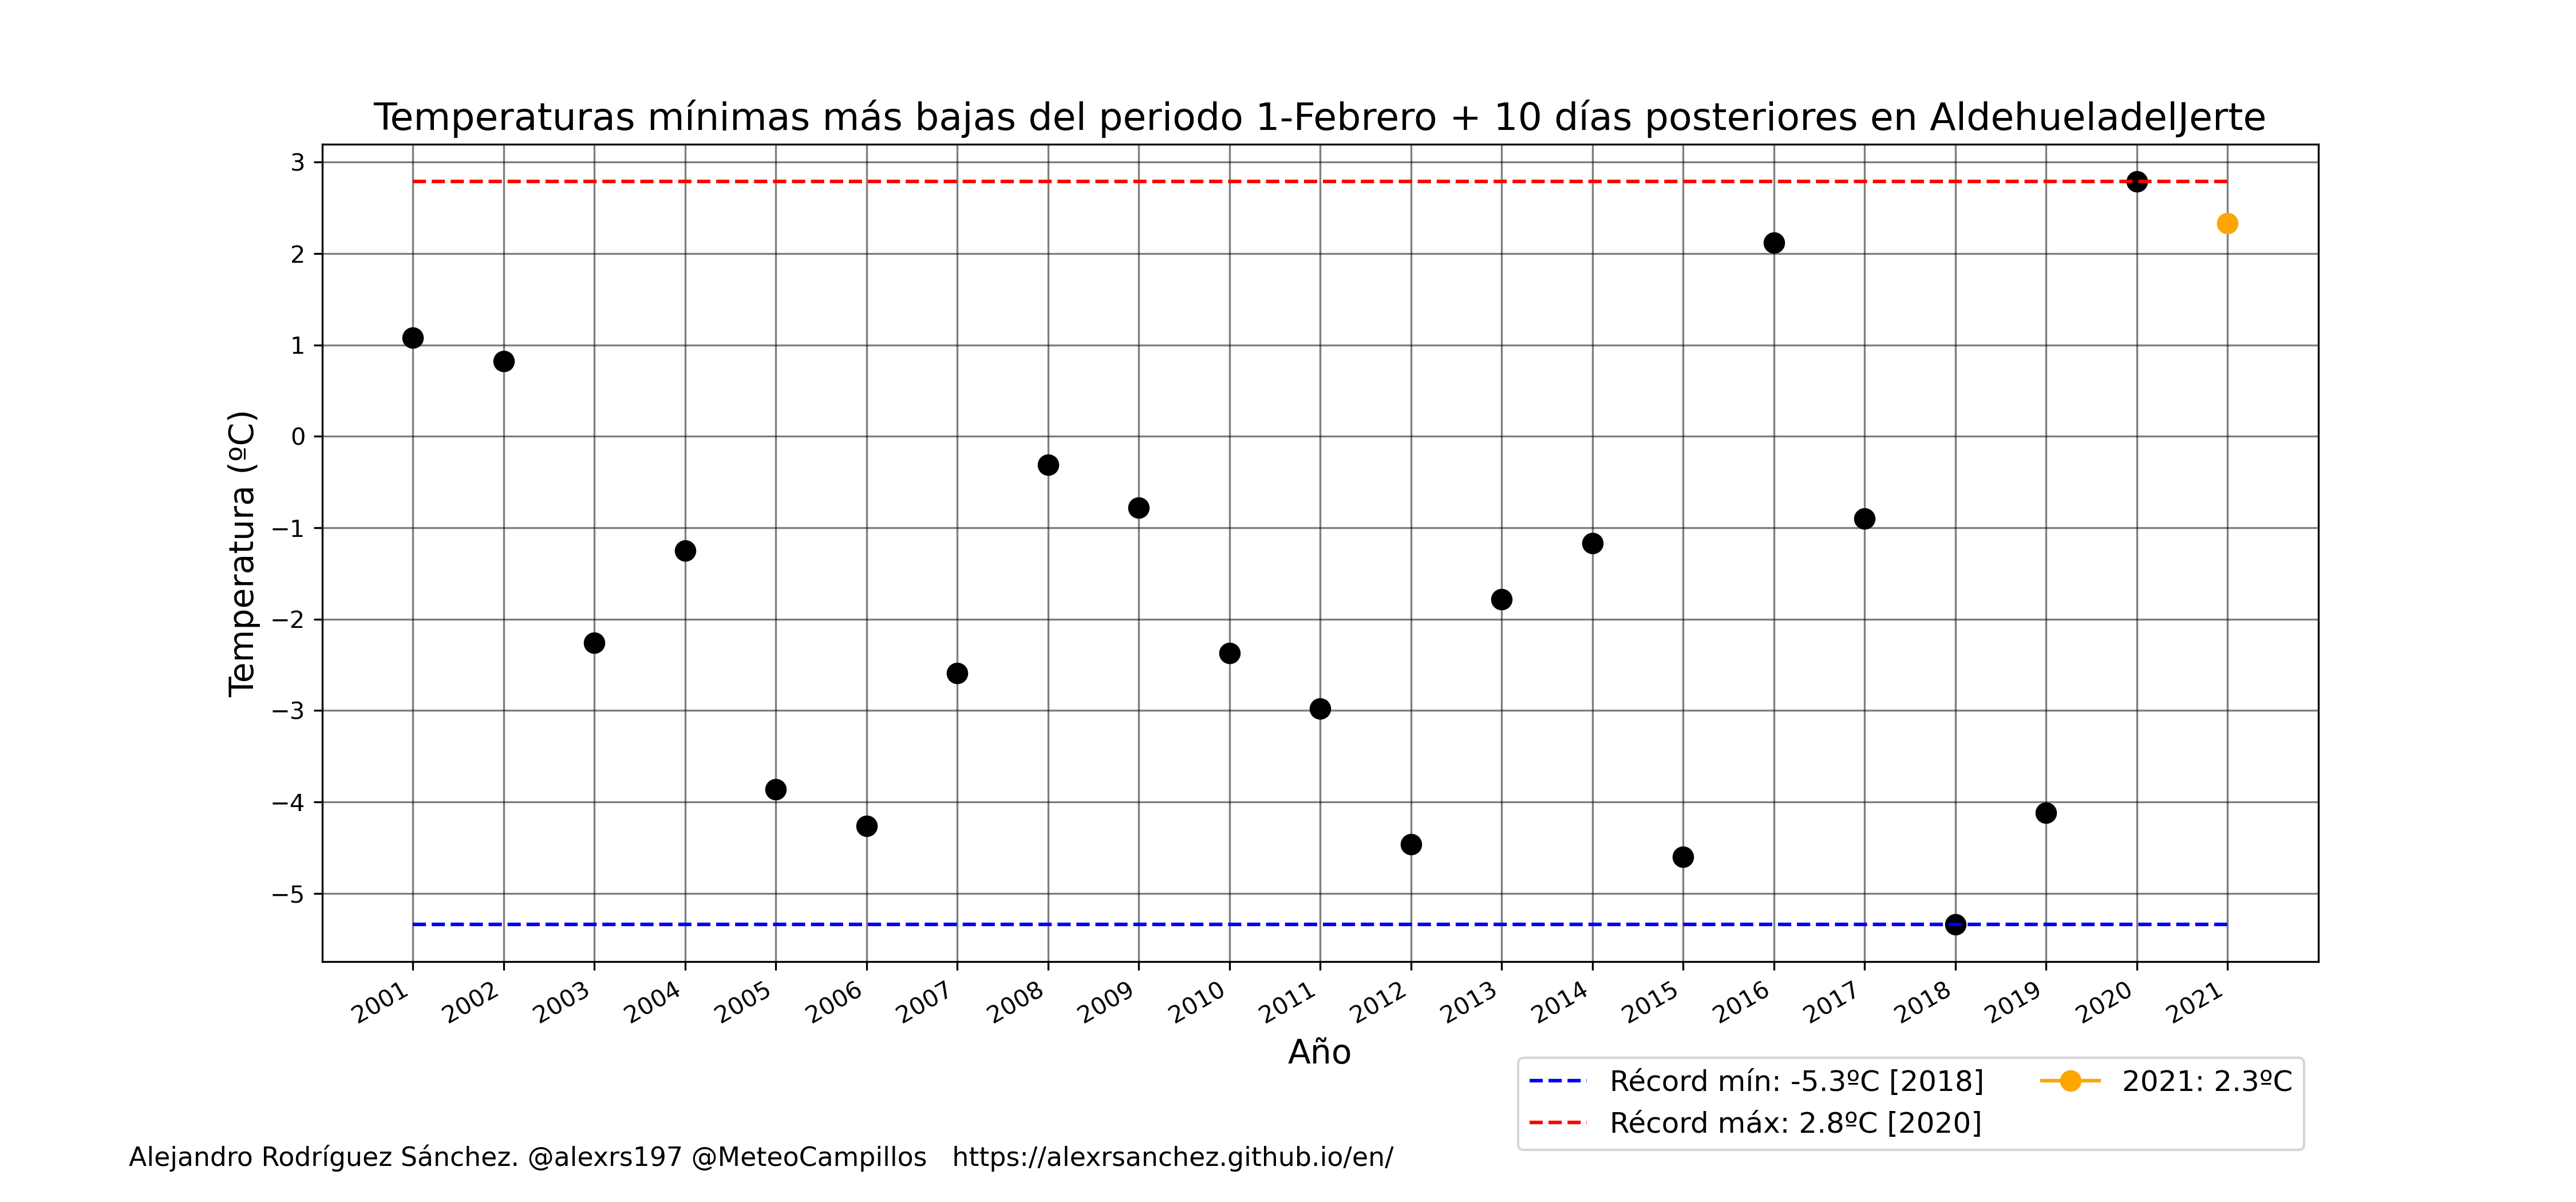 Temperaturas mínimas más bajas del periodo 1-Febrero + 10 días posteriores en AldehueladelJerte
Temperatura (ºC)
3
2
1
0
−1
−2
−3
−4
−5
2001 2002 2003 2004 2005 2006 2007 2008 2009 2010 2011 2012 2013 2014 2015 2016 2017 2018 2019 2020 2021
Año
Récord mín: -5.3ºC [2018]
Récord máx: 2.8ºC [2020]
2021: 2.3ºC
Alejandro Rodríguez Sánchez. @alexrs197 @MeteoCampillos https://alexrsanchez.github.io/en/